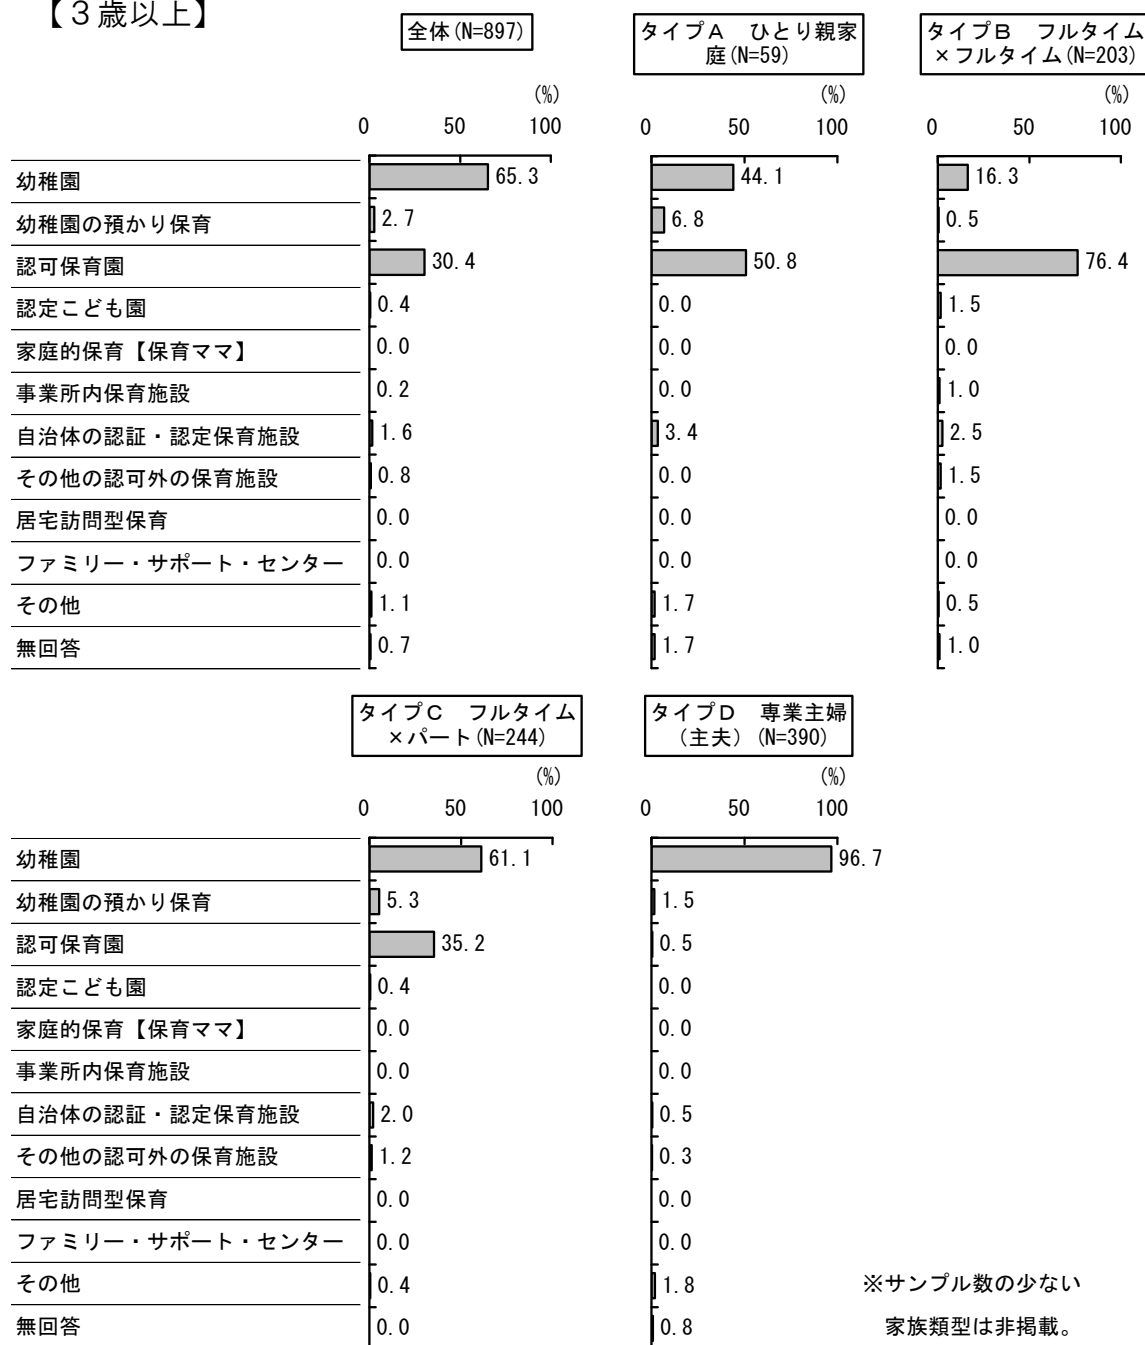 【３歳以上】
全体(N=897)
タイプＡ　ひとり親家
庭(N=59)
タイプＢ　フルタイム
×フルタイム(N=203)
(%)
(%)
(%)
0 50 100
0 50 100
0 50 100
幼稚園 65.3 44.1 16.3
幼稚園の預かり保育 2.7 6.8 0.5
認可保育園 30.4 50.8 76.4
認定こども園 0.4 0.0 1.5
家庭的保育【保育ママ】 0.0 0.0 0.0
事業所内保育施設 0.2 0.0 1.0
自治体の認証・認定保育施設 1.6 3.4 2.5
その他の認可外の保育施設 0.8 0.0 1.5
居宅訪問型保育 0.0 0.0 0.0
ファミリー・サポート・センター 0.0 0.0 0.0
その他 1.1 1.7 0.5
無回答 0.7 1.7 1.0
タイプＣ　フルタイム
×パート(N=244)
タイプＤ　専業主婦
（主夫）(N=390)
(%)
(%)
0 50 100
0 50 100
幼稚園 61.1 96.7
幼稚園の預かり保育 5.3 1.5
認可保育園 35.2 0.5
認定こども園 0.4 0.0
家庭的保育【保育ママ】 0.0 0.0
事業所内保育施設 0.0 0.0
自治体の認証・認定保育施設 2.0 0.5
その他の認可外の保育施設 1.2 0.3
居宅訪問型保育 0.0 0.0
ファミリー・サポート・センター 0.0 0.0
その他 0.4 1.8
無回答 0.0 0.8
※サンプル数の少ない
家族類型は非掲載。